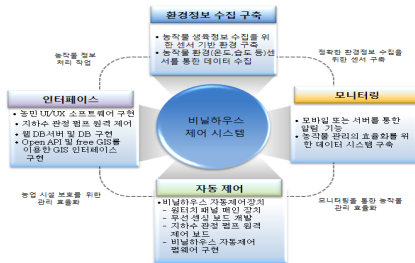 환경정보 수집 구축
• 농작물 생육정보 수집을 위
한 센서 기반 환경 구축
• 농작물 환경(온도,습도 등)센
서를 통한 데이터 수집
농작물 정보
처리 작업
정확한 환경정보 수집을
위한 센서 구축
인터페이스
• 농민 UI/UX 소프트웨어 구현
• 지하수 관정 펌프 원격 제어
• 웹 DB서버 및 DB 구현
• Open API 및 free GIS를
이용한 GIS 인터페이스
구현
비닐하우스
제어 시스템
모니터링
• 모바일 또는 서버를 통한
알림 기능
• 농작물 관리의 효율화를 위
한 데이터 시스템 구축
농업 시설 보호를 위한
관리 효율화
모니터링을 통한 농작물
관리 효율화
자동 제어
• 비닐하우스 자동제어장치
- 원터치 패널 메인 장치
- 무선 센싱 보드 개발
- 지하수 관정 펌프 원격
제어 보드
- 비닐하우스 자동제어
펌웨어 구현